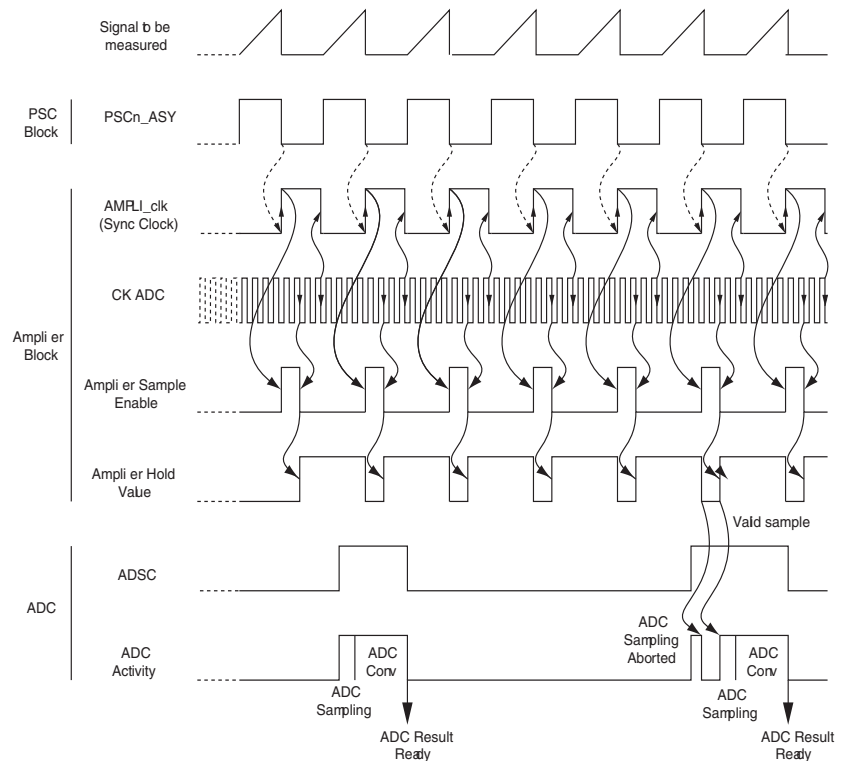 Signal to be
measured
PSC
Block
PSCn_ASY
AMPLI_clk
(Sync Clock)
CK ADC
Ampli er
Block
Ampli er Sample
Enable
Ampli er Hold
Value
Valid sample
ADSC
ADC
ADC
Activity
ADC
Sampling
Aborted
ADC
Conv
ADC
Conv
ADC
Sampling
ADC
Sampling
ADC Result
Ready
ADC Result
Ready